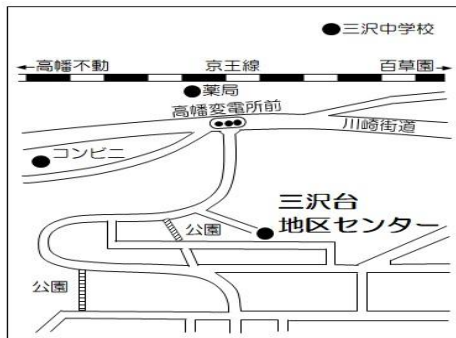 三沢中学校
←高幡不動 京王線 百草園→
薬局
高幡変電所前
川崎街道
コンビニ
三沢台
地区センター
公園
公園